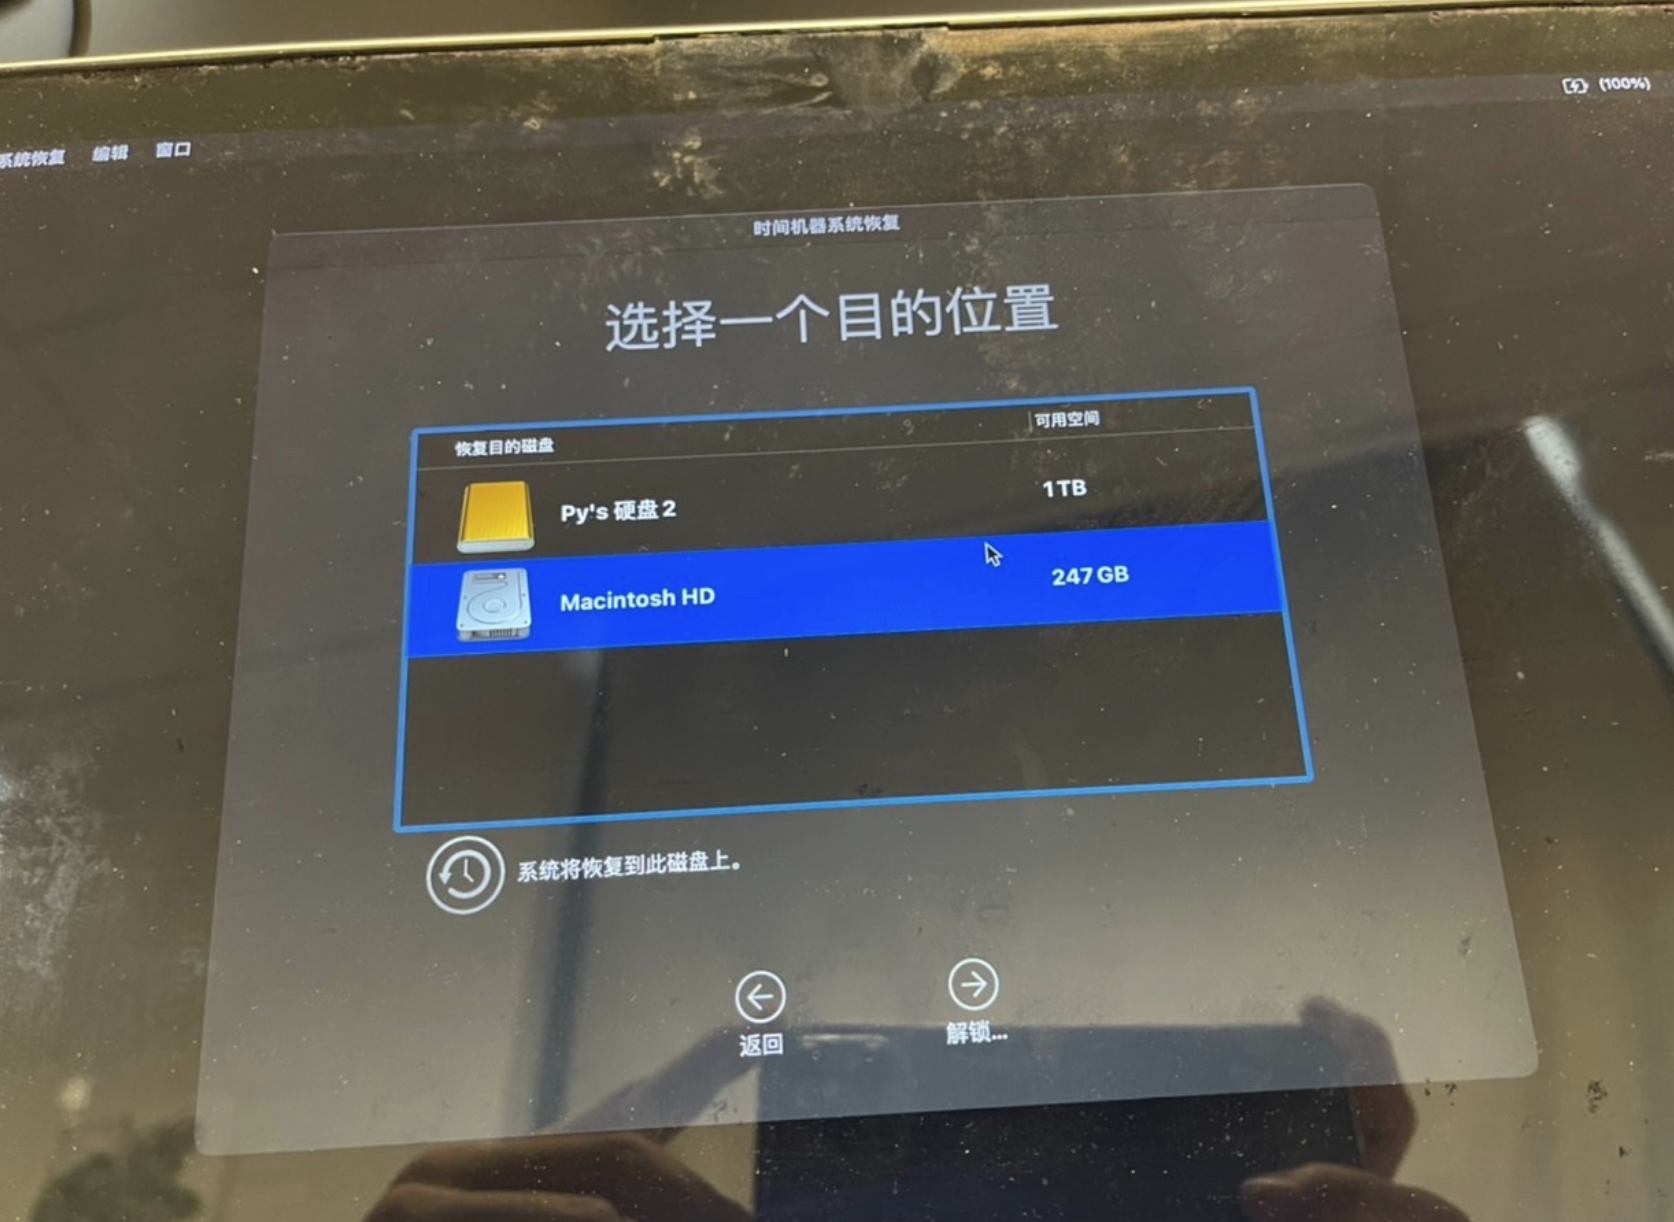 (100%)
系统恢复 编辑 窗口
时间机器系统恢复
选择一个目的位置
恢复目的磁盘 可用空间
Py's 硬盘 2 1 TB
Macintosh HD 247 GB
系统将恢复到此磁盘上。
返回 解锁...